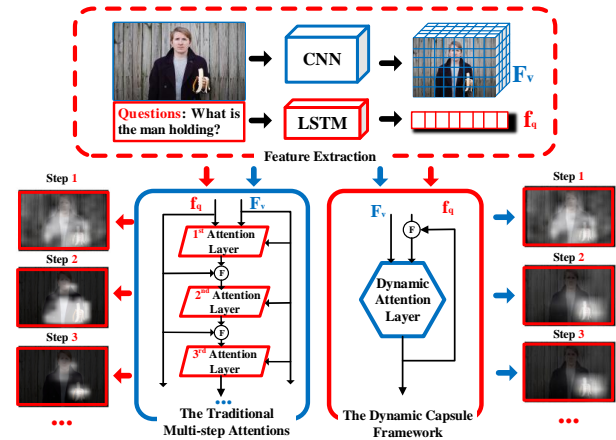 CNN
F_v
Questions: What is
the man holding?
LSTM
f_q
Feature Extraction
Step 1
Step 2
Step 3
...
f_q F_v
1st Attention
Layer
F
2nd Attention
Layer
F
3rd Attention
Layer
...
The Traditional
Multi-step Attentions
F_v f_q
F
Dynamic
Attention
Layer
The Dynamic Capsule
Framework
Step 1
Step 2
Step 3
...